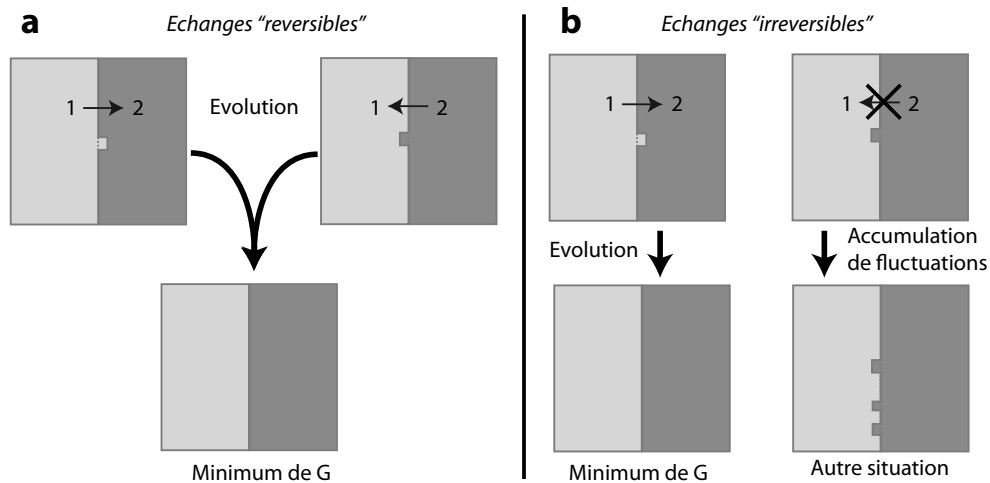 a
Echanges “reversibles”
1
2
Evolution
1
2
Minimum de G
b
Echanges “irreversibles”
1
2
1
2
Evolution
Accumulation
de fluctuations
Minimum de G
Autre situation